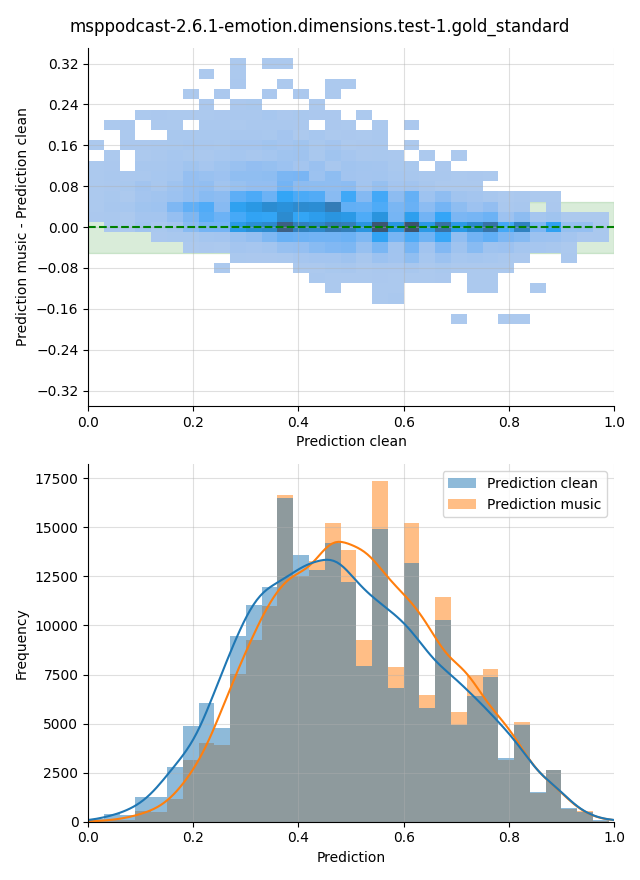 msppodcast-2.6.1-emotion.dimensions.test-1.gold_standard
Prediction music - Prediction clean
0.32
0.24
0.16
0.08
0.00
−0.08
−0.16
−0.24
−0.32
0.0 0.2 0.4 0.6 0.8 1.0
Prediction clean
Frequency
17500
15000
12500
10000
7500
5000
2500
0
Prediction clean
Prediction music
0.0 0.2 0.4 0.6 0.8 1.0
Prediction